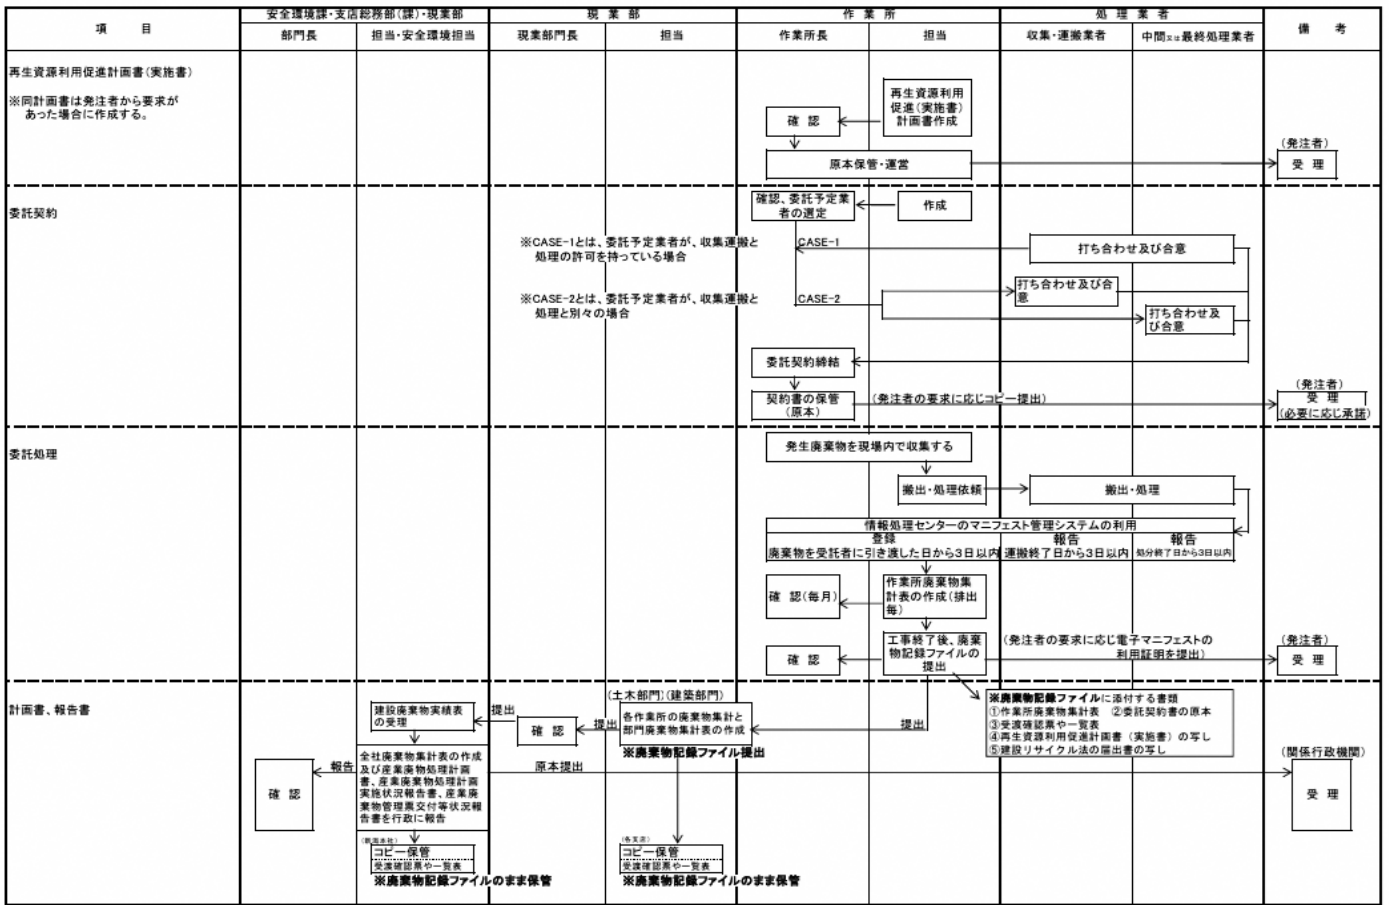 項 目
安全環境課・支店総務部(課)・現業部
現 業 部
作 業 所
処 理 業 者
備 考
部門長
担当・安全環境担当
現業部門長
担当
作業所長
担当
収集・運搬業者
中間又は最終処理業者
再生資源利用促進計画書(実施書)
※同計画書は発注者から要求が
あった場合に作成する。
再生資源利用
促進(実施書)
計画書作成
確 認
原本保管・運営
(発注者)
受 理
委託契約
確認、委託予定業
者の選定
作成
※CASE-1とは、委託予定業者が、収集運搬と
処理の許可を持っている場合
CASE-1
打ち合わせ及び合意
※CASE-2とは、委託予定業者が、収集運搬と
処理と別々の場合
CASE-2
打ち合わせ及び合
意
打ち合わせ及
び合意
委託契約締結
契約書の保管
(原本)
(発注者の要求に応じコピー提出)
(発注者)
受 理
(必要に応じ承諾)
委託処理
発生廃棄物を現場内で収集する
搬出・処理依頼
搬出・処理
情報処理センターのマニフェスト管理システムの利用
登録
廃棄物を受託者に引き渡した日から3日以内
報告
運搬終了日から3日以内
報告
処分終了日から3日以内
確 認(毎月)
作業所廃棄物集
計表の作成(排出
毎)
確 認
工事終了後、廃棄
物記録ファイルの
提出
(発注者の要求に応じ電子マニフェストの
利用証明を提出)
(発注者)
受 理
計画書、報告書
建設廃棄物実績表
の受理
提出
確 認
提出
(土木部門)(建築部門)
各作業所の廃棄物集計と
部門廃棄物集計表の作成
※廃棄物記録ファイル提出
提出
※廃棄物記録ファイルに添付する書類
①作業所廃棄物集計表 ②委託契約書の原本
③受渡確認票や一覧表
④再生資源利用促進計画書(実施書)の写し
⑤建設リサイクル法の届出書の写し
確 認
報告
全社廃棄物集計表の作成
及び産業廃物処理計画
書、産業廃棄物処理計画
実施状況報告書、産業廃
棄物管理票交付等状況報
告書を行政に報告
原本提出
(関係行政機関)
受 理
コピー保管
受渡確認票や一覧表
※廃棄物記録ファイルのまま保管
(各支店)
コピー保管
受渡確認票や一覧表
※廃棄物記録ファイルのまま保管